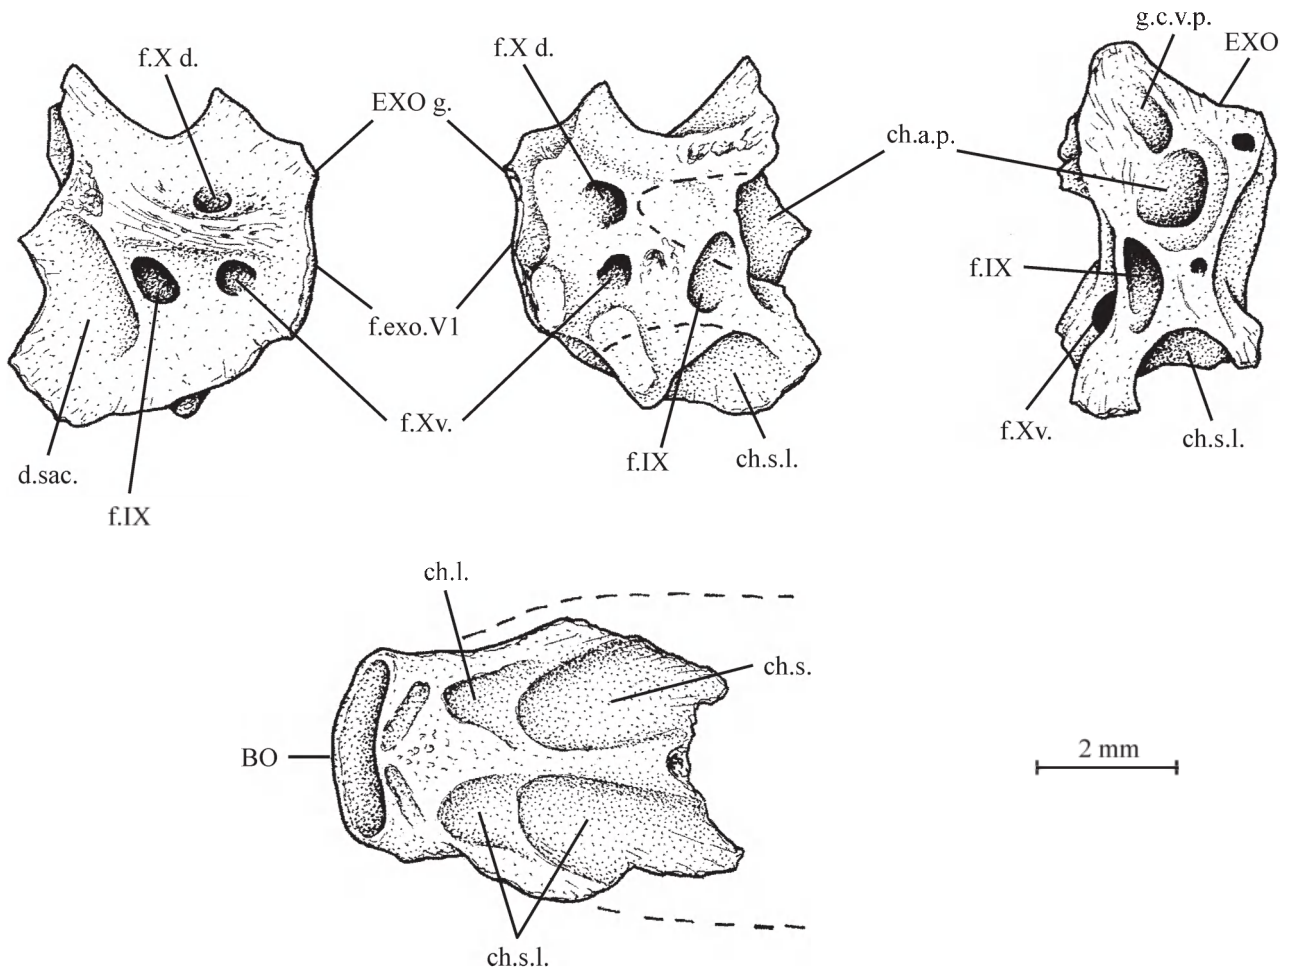 f.X d.
f.X d.
g.c.v.p.
EXO
EXO g.
ch.a.p.
f.IX
f.exo.V1
f.Xv.
f.Xv.
ch.s.l.
d.sac.
f.IX
ch.s.l.
f.IX
ch.l.
ch.s.
BO
2 mm
ch.s.l.